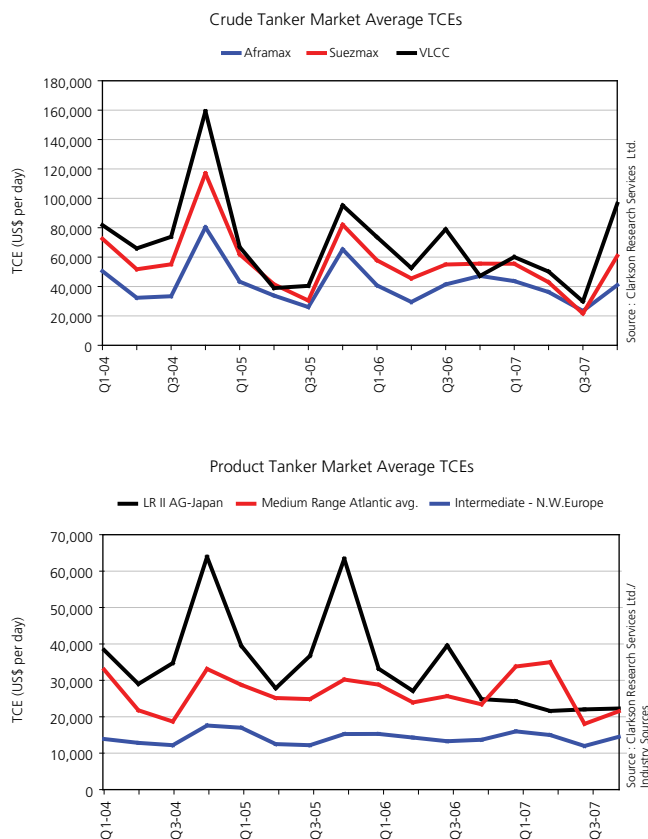 Crude Tanker Market Average TCEs
Aframax Suezmax VLCC
180,000
160,000
140,000
120,000
100,000
80,000
60,000
40,000
20,000
0
TCE (US$ per day)
Q1-04 Q3-04 Q1-05 Q3-05 Q1-06 Q3-06 Q1-07 Q3-07
Source : Clarkson Research Services Ltd.
Product Tanker Market Average TCEs
LR II AG-Japan Medium Range Atlantic avg. Intermediate - N.W.Europe
70,000
60,000
50,000
40,000
30,000
20,000
10,000
0
TCE (US$ per day)
Q1-04 Q3-04 Q1-05 Q3-05 Q1-06 Q3-06 Q1-07 Q3-07
Source : Clarkson Research Services Ltd./
Industry Sources